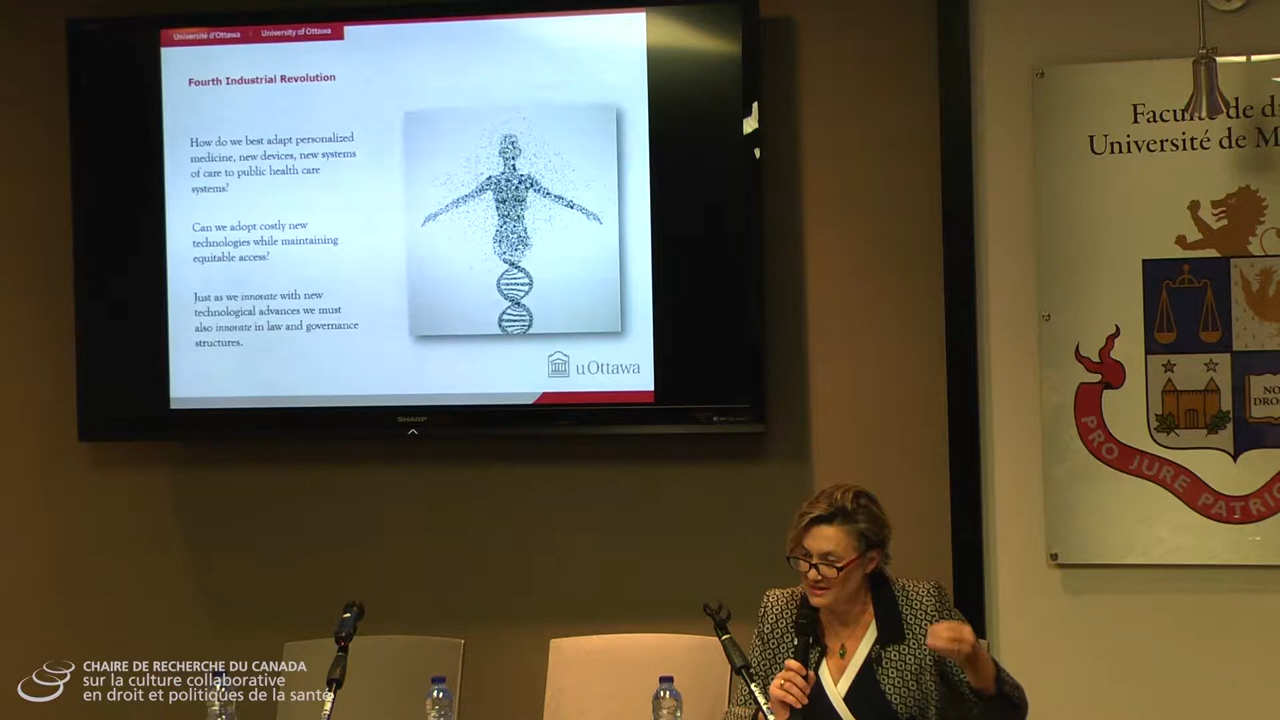 Université d'Ottawa | University of Ottawa
Fourth Industrial Revolution
How do we best adapt personalized
medicine, new devices, new systems
of care to public health care
systems?
Can we adopt costly new
technologies while maintaining
equitable access?
Just as we innovate with new
technological advances we must
also innovate in law and governance
structures.
uOttawa
SHARP
Faculté de d
Université de M
NO
DRO
PRO JURE PATRI
CHAIRE DE RECHERCHE DU CANADA
sur la culture collaborative
en droit et politiques de la santé